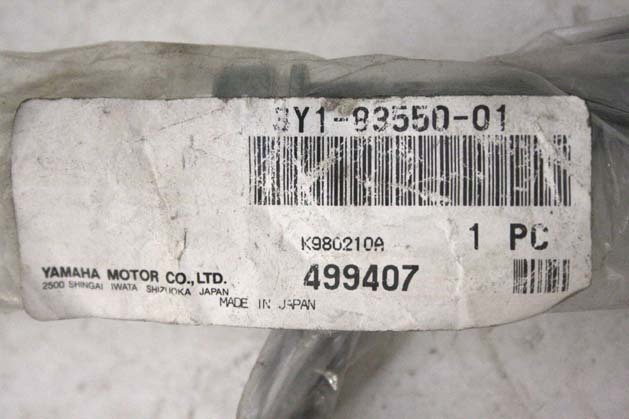 3Y1-83550-01
K980210A
1 PC
499407
YAMAHA MOTOR CO.,LTD.
2500 SHINGAI IWATA SHIZUOKA JAPAN
MADE IN JAPAN